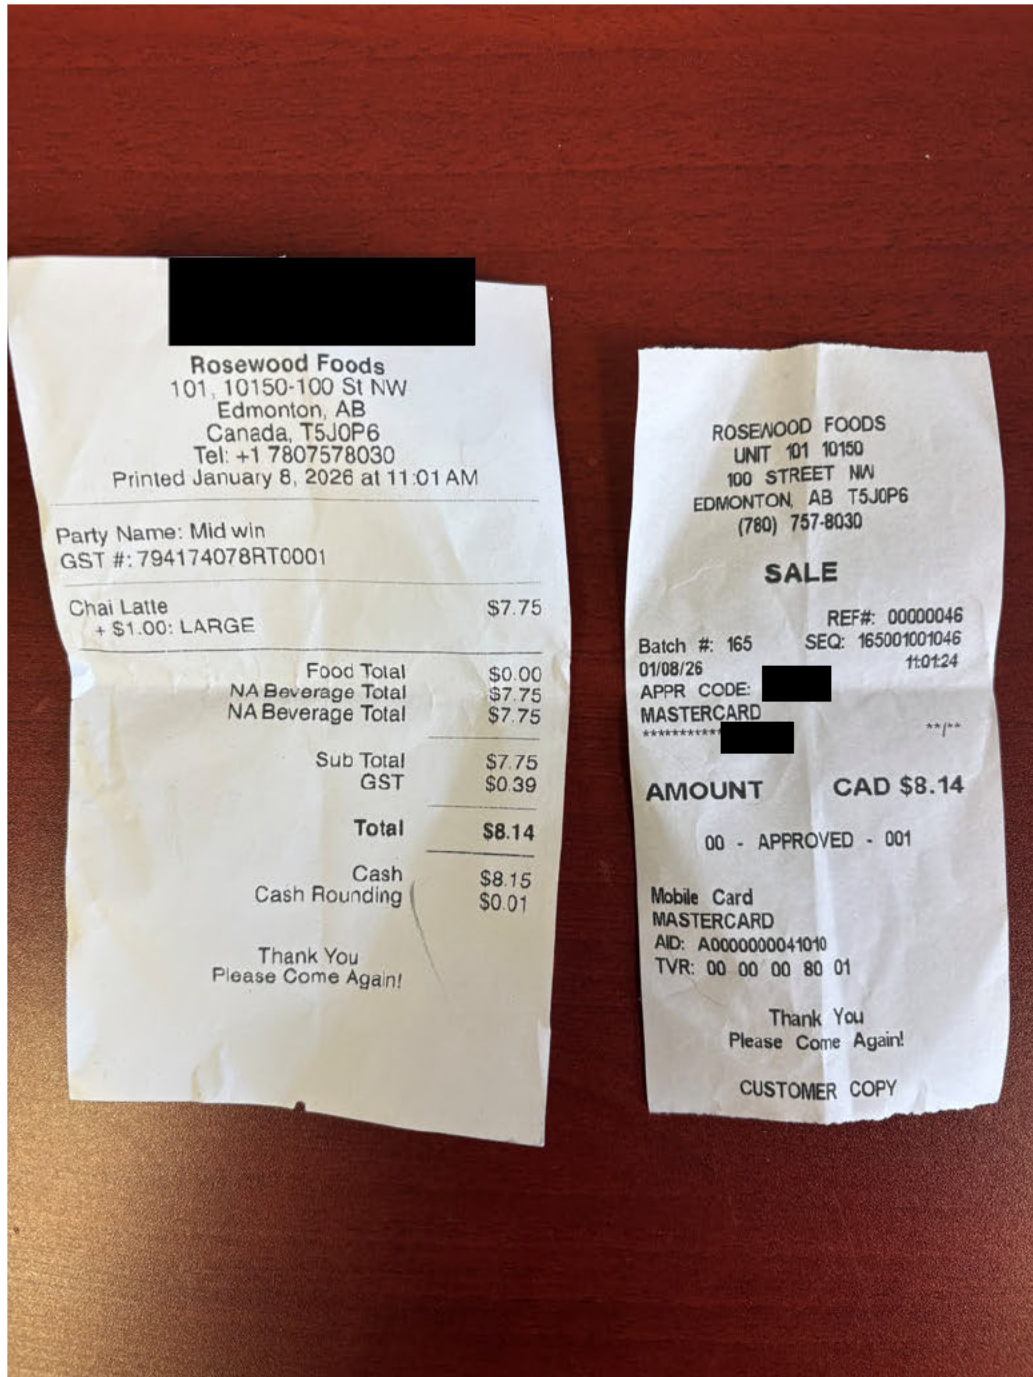 Rosewood Foods
101, 10150-100 St NW
Edmonton, AB
Canada, T5J0P6
Tel: +1 7807578030
Printed January 8, 2026 at 11:01 AM
Party Name: Mid win
GST #: 794174078RT0001
Chai Latte $7.75
+ $1.00: LARGE
Food Total $0.00
NA Beverage Total $7.75
NA Beverage Total $7.75
Sub Total $7.75
GST $0.39
Total $8.14
Cash $8.15
Cash Rounding $0.01
Thank You
Please Come Again!
ROSEWOOD FOODS
UNIT 101 10150
100 STREET NW
EDMONTON, AB T5J0P6
(780) 757-8030
SALE
REF#: 00000046
Batch #: 165 SEQ: 165001001046
01/08/26 11:01:24
APPR CODE:
MASTERCARD
*********** **/**
AMOUNT CAD $8.14
00 - APPROVED - 001
Mobile Card
MASTERCARD
AID: A0000000041010
TVR: 00 00 00 80 01
Thank You
Please Come Again!
CUSTOMER COPY